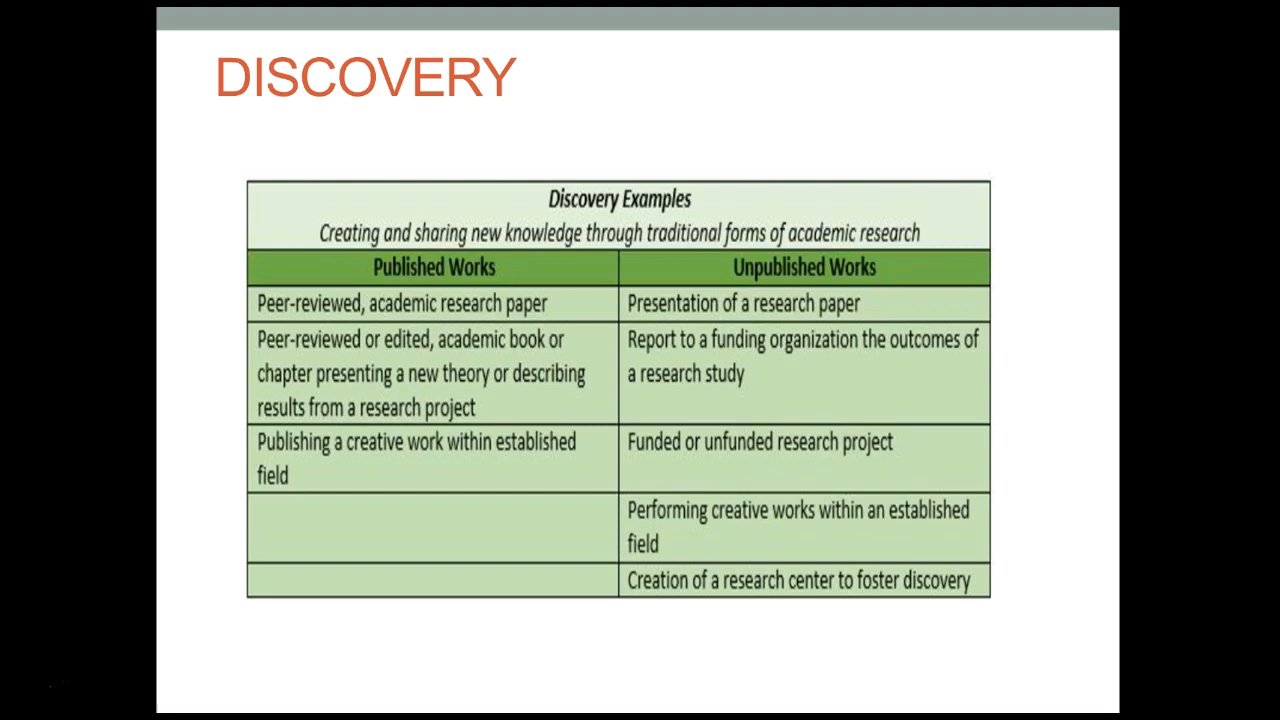 DISCOVERY
Discovery Examples
Creating and sharing new knowledge through traditional forms of academic research
Published Works
Unpublished Works
Peer-reviewed, academic research paper
Presentation of a research paper
Peer-reviewed or edited, academic book or
chapter presenting a new theory or describing
results from a research project
Report to a funding organization the outcomes of
a research study
Publishing a creative work within established
field
Funded or unfunded research project
Performing creative works within an established
field
Creation of a research center to foster discovery